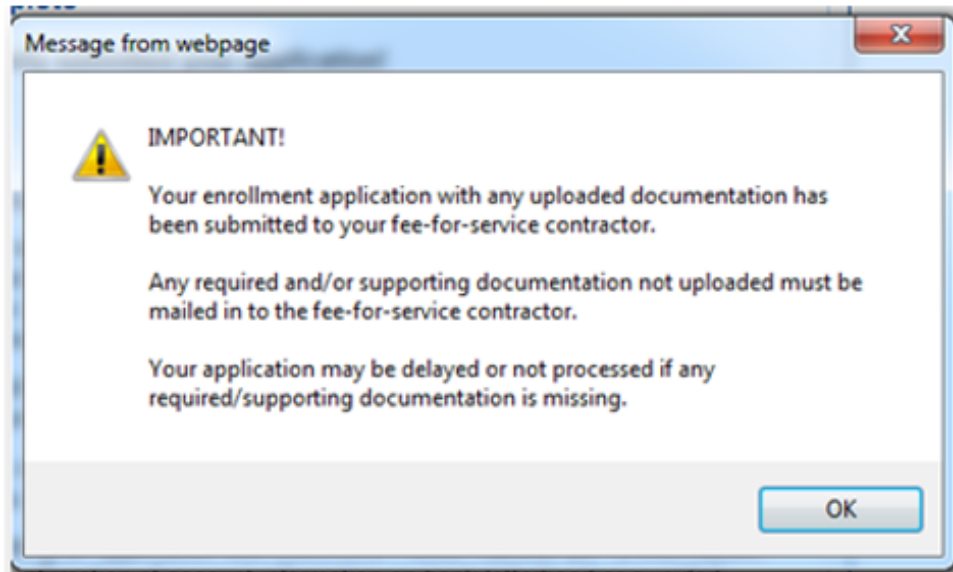 Message from webpage
IMPORTANT!
Your enrollment application with any uploaded documentation has
been submitted to your fee-for-service contractor.
Any required and/or supporting documentation not uploaded must be
mailed in to the fee-for-service contractor.
Your application may be delayed or not processed if any
required/supporting documentation is missing.
OK